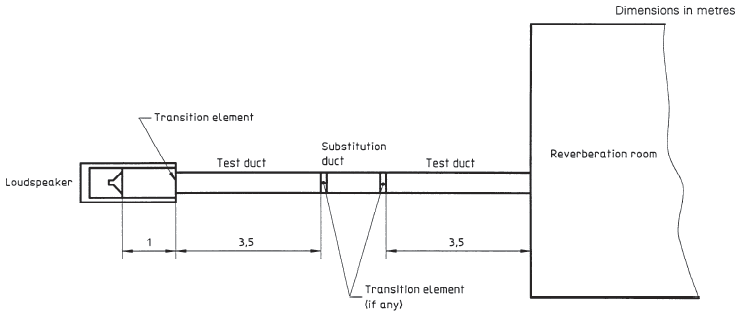 Dimensions in metres
Transition element
Substitution
duct
Test duct
Test duct
Reverberation room
Loudspeaker
1
3,5
3,5
Transition element
(if any)